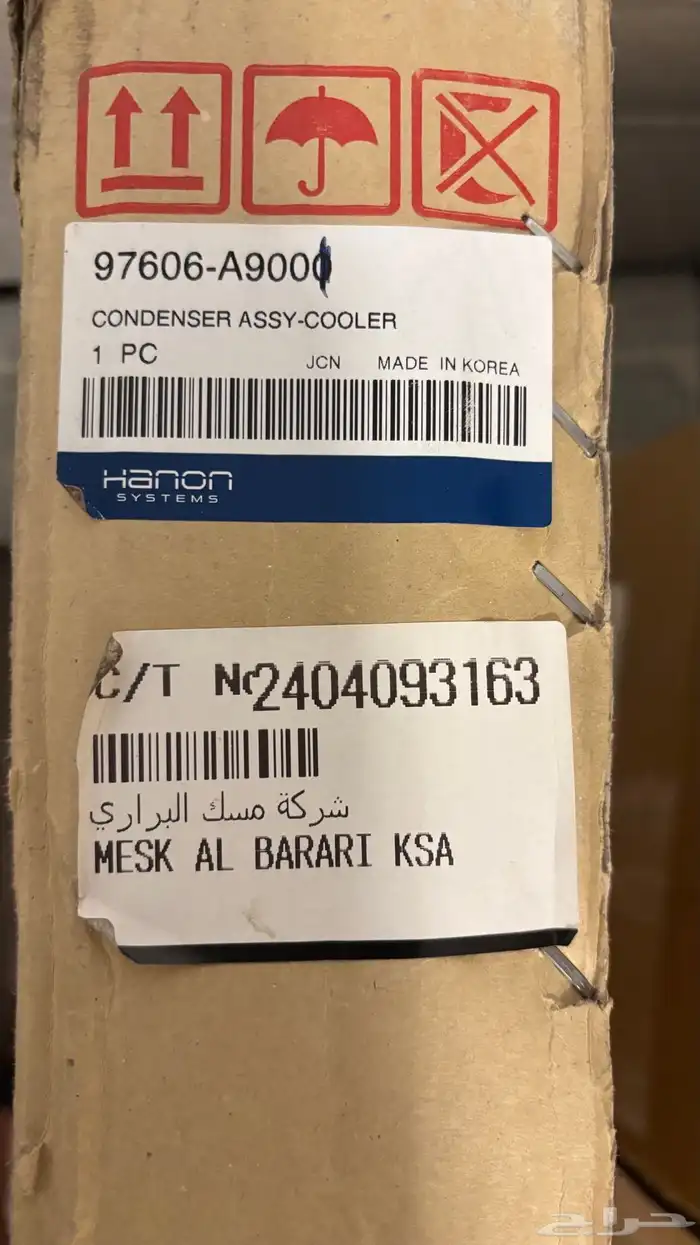 97606-A9000
CONDENSER ASSY-COOLER
1 PC
JCN MADE IN KOREA
Hanon
SYSTEMS
C/T No2404093163
شركة مسك البراري
MESK AL BARARI KSA
حراج